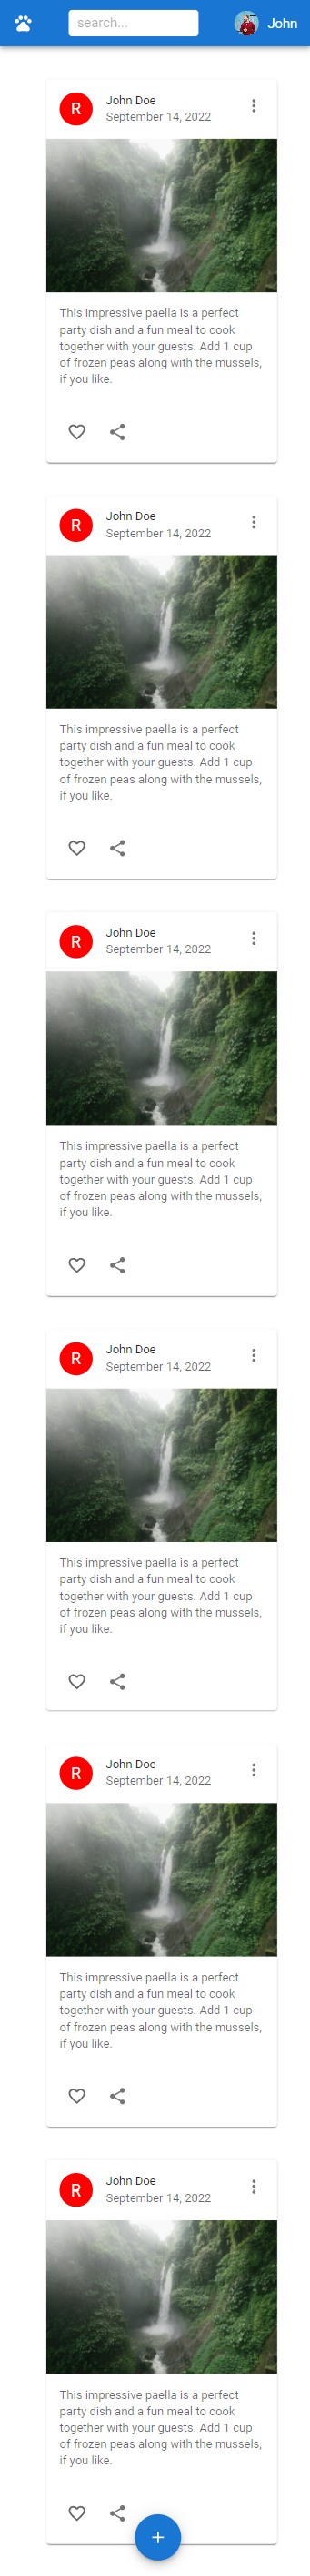 search...
John
R
John Doe
September 14, 2022
This impressive paella is a perfect
party dish and a fun meal to cook
together with your guests. Add 1 cup
of frozen peas along with the mussels,
if you like.
R
John Doe
September 14, 2022
This impressive paella is a perfect
party dish and a fun meal to cook
together with your guests. Add 1 cup
of frozen peas along with the mussels,
if you like.
R
John Doe
September 14, 2022
This impressive paella is a perfect
party dish and a fun meal to cook
together with your guests. Add 1 cup
of frozen peas along with the mussels,
if you like.
R
John Doe
September 14, 2022
This impressive paella is a perfect
party dish and a fun meal to cook
together with your guests. Add 1 cup
of frozen peas along with the mussels,
if you like.
R
John Doe
September 14, 2022
This impressive paella is a perfect
party dish and a fun meal to cook
together with your guests. Add 1 cup
of frozen peas along with the mussels,
if you like.
R
John Doe
September 14, 2022
This impressive paella is a perfect
party dish and a fun meal to cook
together with your guests. Add 1 cup
of frozen peas along with the mussels,
if you like.